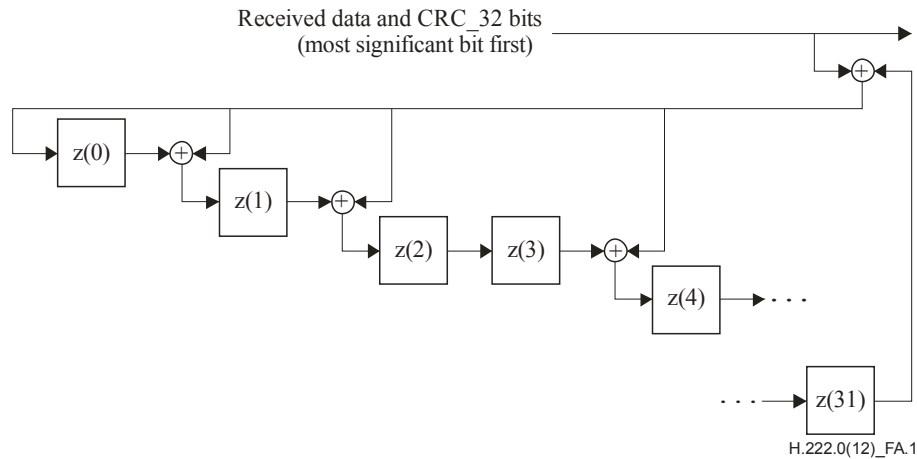 Received data and CRC_32 bits
(most significant bit first)
+
z(0)
+
z(1)
+
z(2)
z(3)
+
z(4)
. . .
. . .
z(31)
H.222.0(12)_FA.1